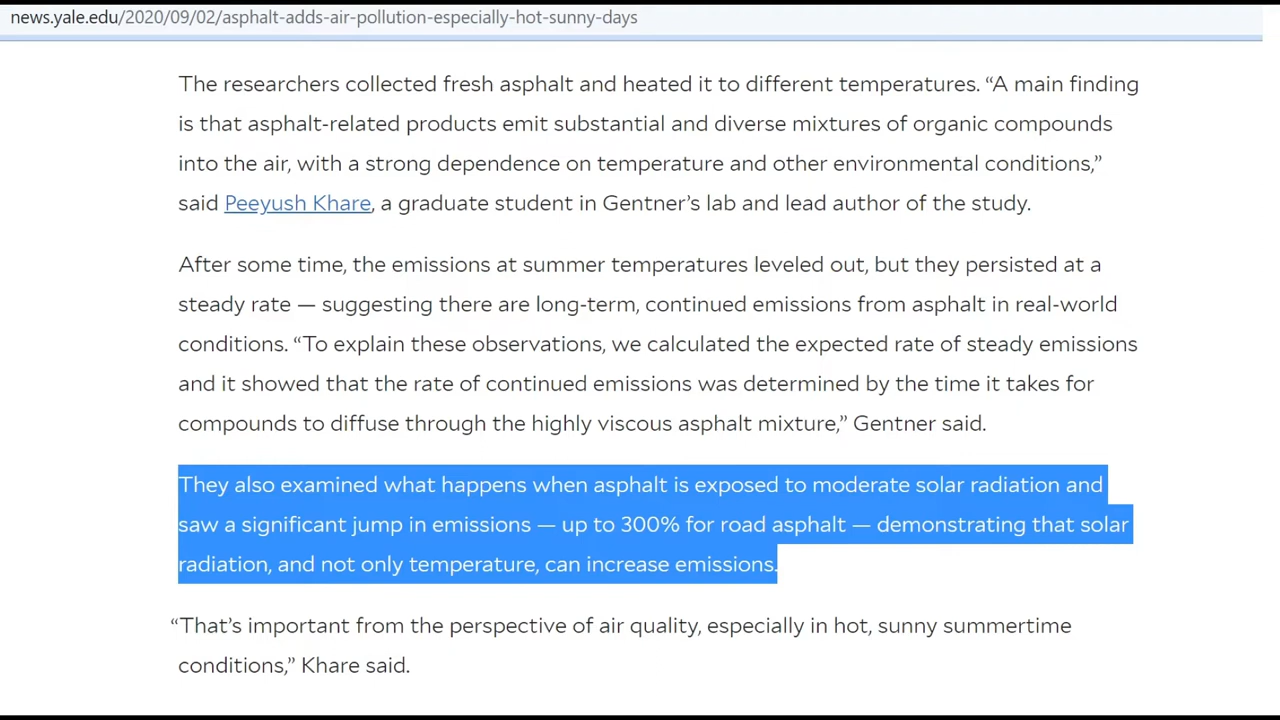 news.yale.edu/2020/09/02/asphalt-adds-air-pollution-especially-hot-sunny-days
The researchers collected fresh asphalt and heated it to different temperatures. “A main finding
is that asphalt-related products emit substantial and diverse mixtures of organic compounds
into the air, with a strong dependence on temperature and other environmental conditions,”
said Peeyush Khare, a graduate student in Gentner’s lab and lead author of the study.
After some time, the emissions at summer temperatures leveled out, but they persisted at a
steady rate — suggesting there are long-term, continued emissions from asphalt in real-world
conditions. “To explain these observations, we calculated the expected rate of steady emissions
and it showed that the rate of continued emissions was determined by the time it takes for
compounds to diffuse through the highly viscous asphalt mixture,” Gentner said.
They also examined what happens when asphalt is exposed to moderate solar radiation and
saw a significant jump in emissions — up to 300% for road asphalt — demonstrating that solar
radiation, and not only temperature, can increase emissions.
“That’s important from the perspective of air quality, especially in hot, sunny summertime
conditions,” Khare said.